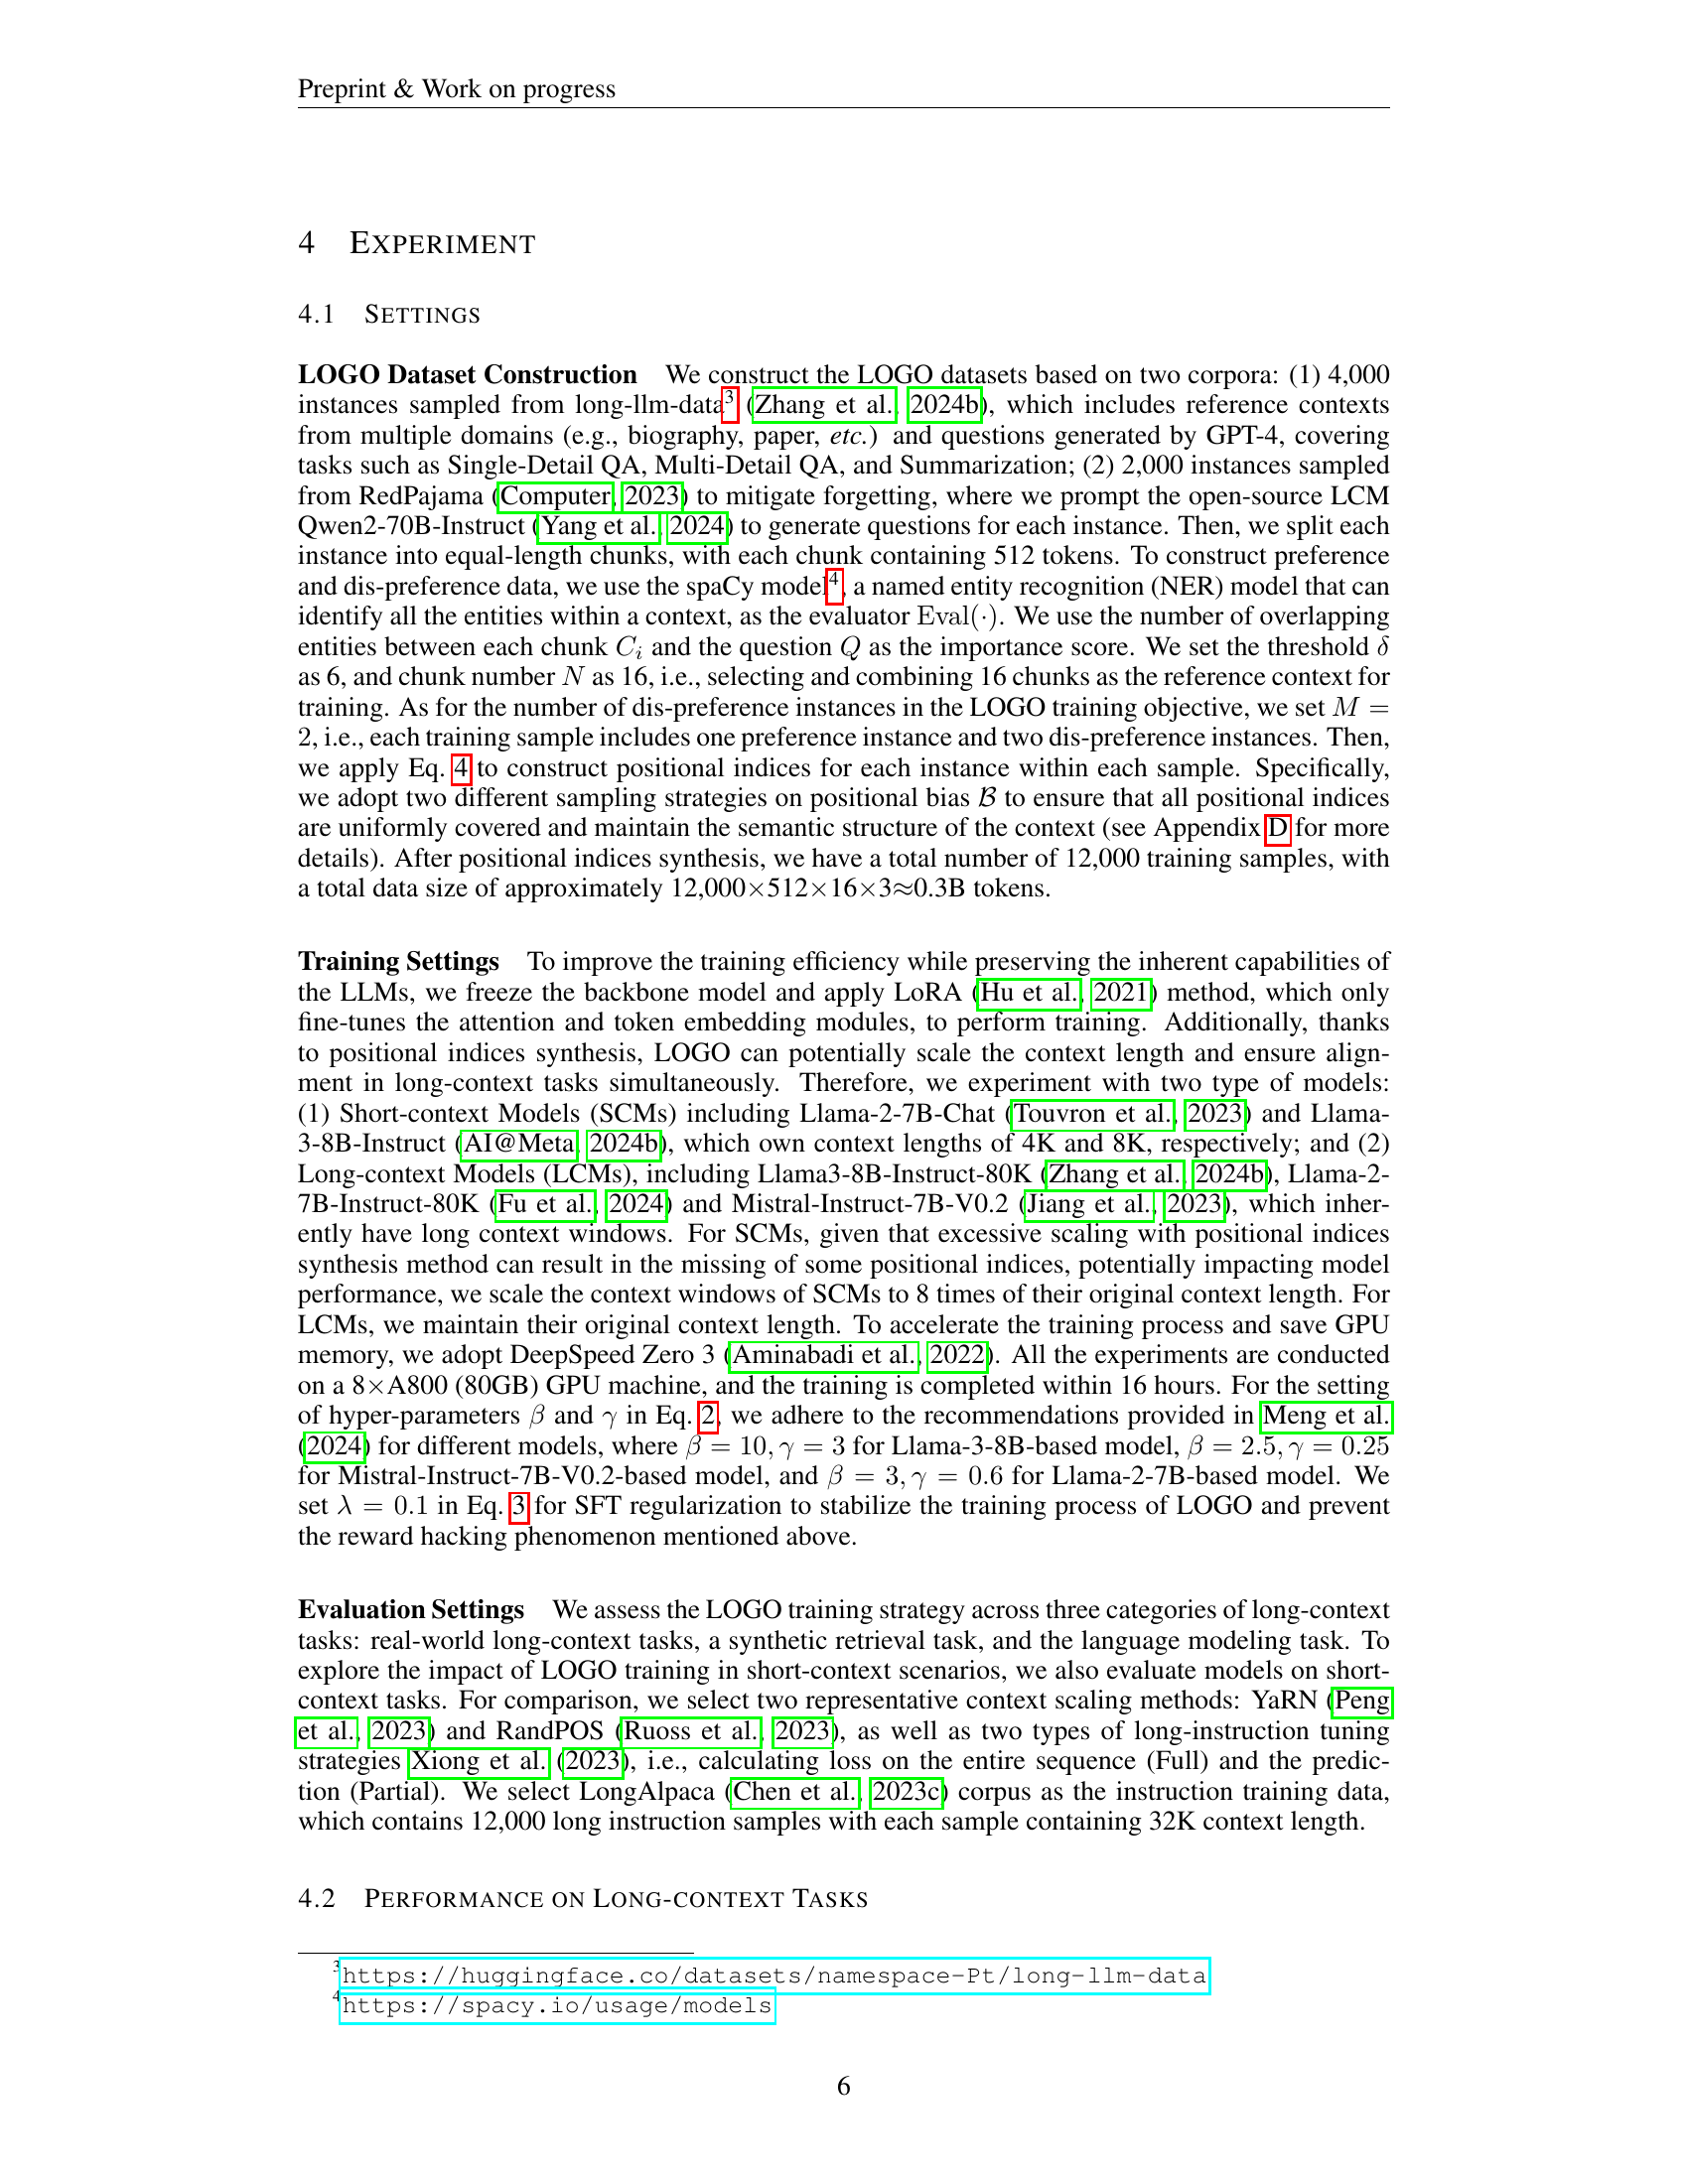 Preprint & Work on progress
4 EXPERIMENT
4.1 SETTINGS
LOGO Dataset Construction We construct the LOGO datasets based on two corpora: (1) 4,000
instances sampled from long-llm-data³ (Zhang et al., 2024b), which includes reference contexts
from multiple domains (e.g., biography, paper, etc.) and questions generated by GPT-4, covering
tasks such as Single-Detail QA, Multi-Detail QA, and Summarization; (2) 2,000 instances sampled
from RedPajama (Computer, 2023) to mitigate forgetting, where we prompt the open-source LCM
Qwen2-70B-Instruct (Yang et al., 2024) to generate questions for each instance. Then, we split each
instance into equal-length chunks, with each chunk containing 512 tokens. To construct preference
and dis-preference data, we use the spaCy model⁴, a named entity recognition (NER) model that can
identify all the entities within a context, as the evaluator Eval(·). We use the number of overlapping
entities between each chunk Cᵢ and the question Q as the importance score. We set the threshold δ
as 6, and chunk number N as 16, i.e., selecting and combining 16 chunks as the reference context for
training. As for the number of dis-preference instances in the LOGO training objective, we set M =
2, i.e., each training sample includes one preference instance and two dis-preference instances. Then,
we apply Eq. 4 to construct positional indices for each instance within each sample. Specifically,
we adopt two different sampling strategies on positional bias ℬ to ensure that all positional indices
are uniformly covered and maintain the semantic structure of the context (see Appendix D for more
details). After positional indices synthesis, we have a total number of 12,000 training samples, with
a total data size of approximately 12,000×512×16×3≈0.3B tokens.
Training Settings To improve the training efficiency while preserving the inherent capabilities of
the LLMs, we freeze the backbone model and apply LoRA (Hu et al., 2021) method, which only
fine-tunes the attention and token embedding modules, to perform training. Additionally, thanks
to positional indices synthesis, LOGO can potentially scale the context length and ensure align-
ment in long-context tasks simultaneously. Therefore, we experiment with two type of models:
(1) Short-context Models (SCMs) including Llama-2-7B-Chat (Touvron et al., 2023) and Llama-
3-8B-Instruct (AI@Meta, 2024b), which own context lengths of 4K and 8K, respectively; and (2)
Long-context Models (LCMs), including Llama3-8B-Instruct-80K (Zhang et al., 2024b), Llama-2-
7B-Instruct-80K (Fu et al., 2024) and Mistral-Instruct-7B-V0.2 (Jiang et al., 2023), which inher-
ently have long context windows. For SCMs, given that excessive scaling with positional indices
synthesis method can result in the missing of some positional indices, potentially impacting model
performance, we scale the context windows of SCMs to 8 times of their original context length. For
LCMs, we maintain their original context length. To accelerate the training process and save GPU
memory, we adopt DeepSpeed Zero 3 (Aminabadi et al., 2022). All the experiments are conducted
on a 8×A800 (80GB) GPU machine, and the training is completed within 16 hours. For the setting
of hyper-parameters β and γ in Eq. 2, we adhere to the recommendations provided in Meng et al.
(2024) for different models, where β = 10, γ = 3 for Llama-3-8B-based model, β = 2.5, γ = 0.25
for Mistral-Instruct-7B-V0.2-based model, and β = 3, γ = 0.6 for Llama-2-7B-based model. We
set λ = 0.1 in Eq. 3 for SFT regularization to stabilize the training process of LOGO and prevent
the reward hacking phenomenon mentioned above.
Evaluation Settings We assess the LOGO training strategy across three categories of long-context
tasks: real-world long-context tasks, a synthetic retrieval task, and the language modeling task. To
explore the impact of LOGO training in short-context scenarios, we also evaluate models on short-
context tasks. For comparison, we select two representative context scaling methods: YaRN (Peng
et al., 2023) and RandPOS (Ruoss et al., 2023), as well as two types of long-instruction tuning
strategies Xiong et al. (2023), i.e., calculating loss on the entire sequence (Full) and the predic-
tion (Partial). We select LongAlpaca (Chen et al., 2023c) corpus as the instruction training data,
which contains 12,000 long instruction samples with each sample containing 32K context length.
4.2 PERFORMANCE ON LONG-CONTEXT TASKS
³https://huggingface.co/datasets/namespace-Pt/long-llm-data
⁴https://spacy.io/usage/models
6